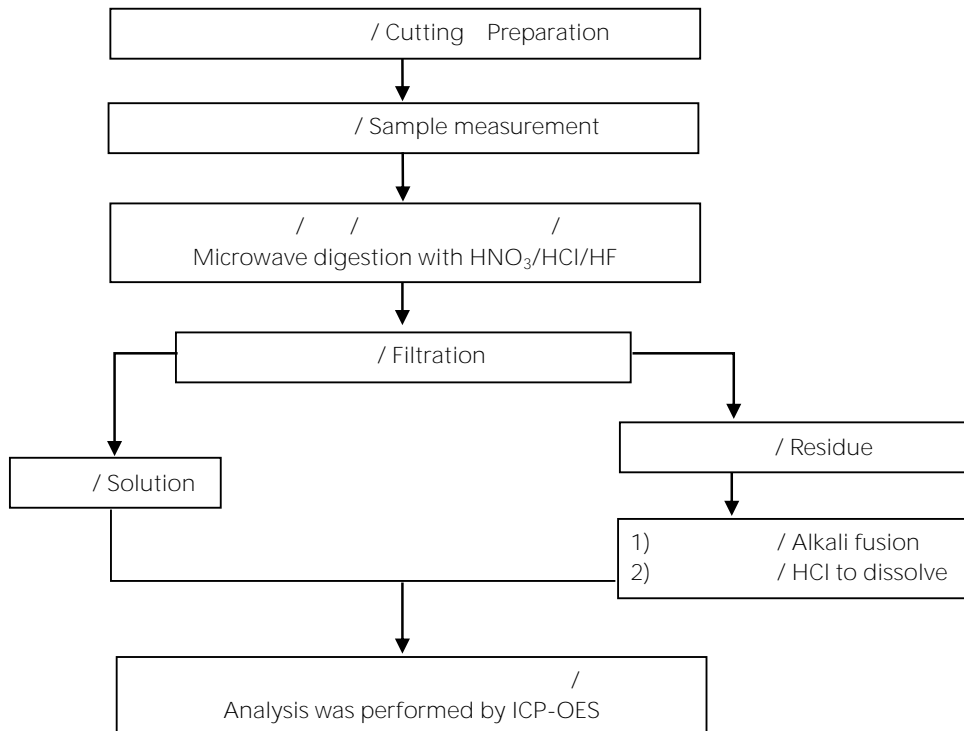 / Cutting Preparation
/ Sample measurement
/ / /
Microwave digestion with HNO₃/HCl/HF
/ Filtration
/ Residue
/ Solution
1) / Alkali fusion
2) / HCl to dissolve
/
Analysis was performed by ICP-OES